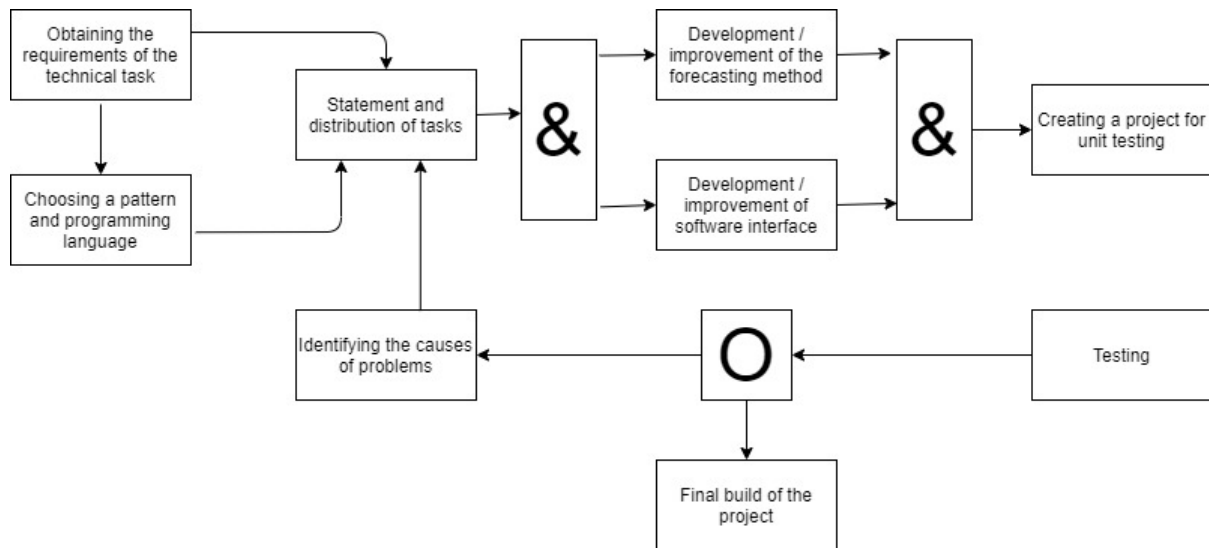 Obtaining the
requirements of the
technical task
Statement and
distribution of tasks
&
Development /
improvement of the
forecasting method
&
Creating a project for
unit testing
Choosing a pattern
and programming
language
Development /
improvement of
software interface
Identifying the causes
of problems
O
Testing
Final build of the
project